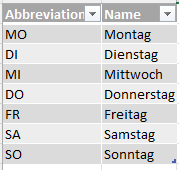 Abbreviation Name
MO Montag
DI Dienstag
MI Mittwoch
DO Donnerstag
FR Freitag
SA Samstag
SO Sonntag